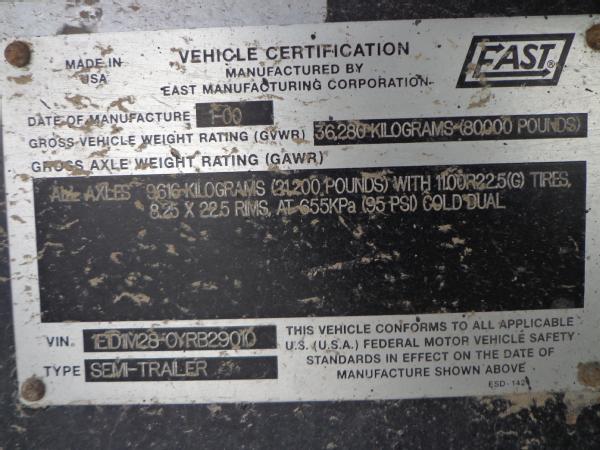 MADE IN
USA
VEHICLE CERTIFICATION
MANUFACTURED BY
EAST MANUFACTURING CORPORATION
EAST®
DATE OF MANUFACTURE 1-00
GROSS VEHICLE WEIGHT RATING (GVWR) 36,280 KILOGRAMS (80,000 POUNDS)
GROSS AXLE WEIGHT RATING (GAWR)
ALL AXLES 9616 KILOGRAMS (21,200 POUNDS) WITH 11.00R22.5(G) TIRES,
8.25 X 22.5 RIMS, AT 655KPa (95 PSI) COLD DUAL
VIN
TYPE SEMI-TRAILER
THIS VEHICLE CONFORMS TO ALL APPLICABLE
U.S. (U.S.A.) FEDERAL MOTOR VEHICLE SAFETY
STANDARDS IN EFFECT ON THE DATE OF
MANUFACTURE SHOWN ABOVE